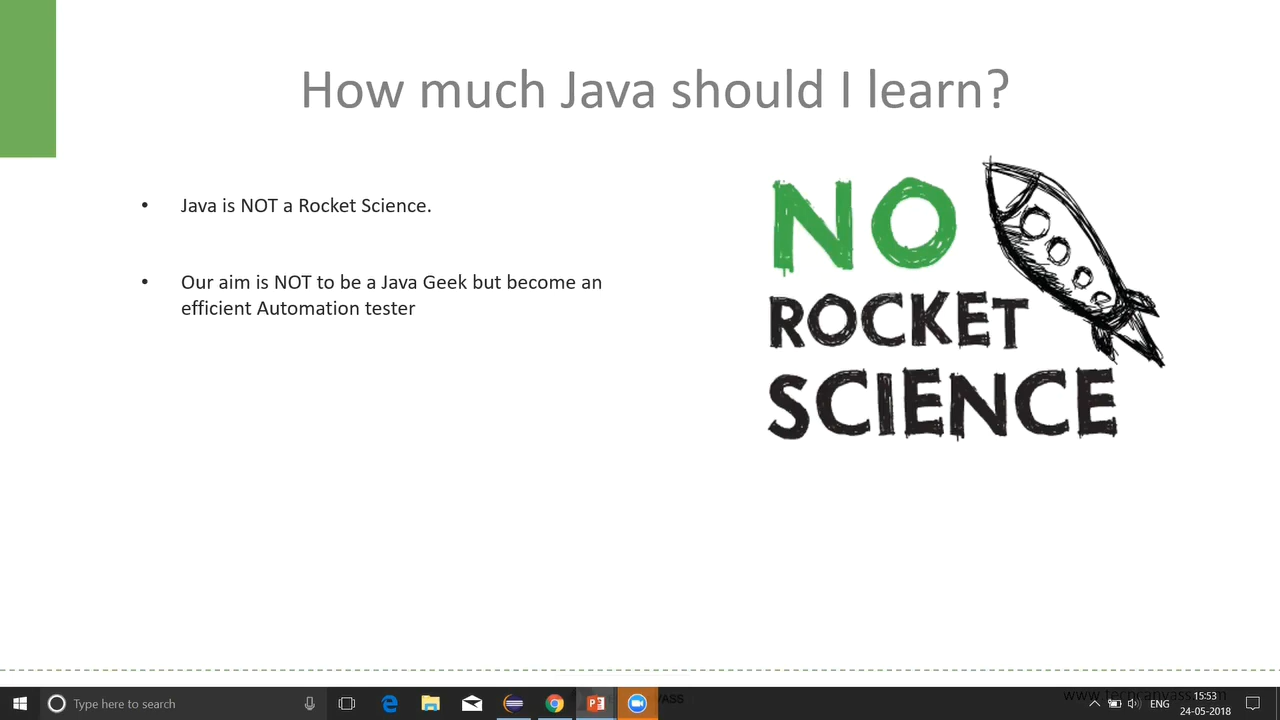 How much Java should I learn?
• Java is NOT a Rocket Science.
• Our aim is NOT to be a Java Geek but become an
efficient Automation tester
NO
ROCKET
SCIENCE
Type here to search
ENG
15:53
24-05-2018